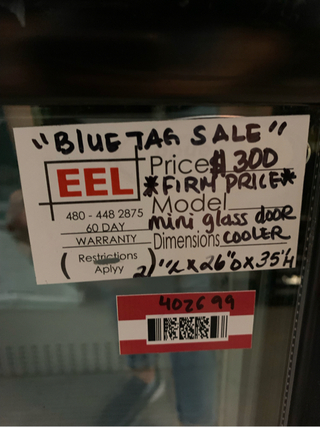 "BLUE TAG SALE"
EEL
Price $300
*FIRM PRICE*
Model
480 - 448 2875
mini glass door
60 DAY
WARRANTY
Dimensions COOLER
( Restrictions
Aplyy )
21"L x 26"D x 35"H
402699